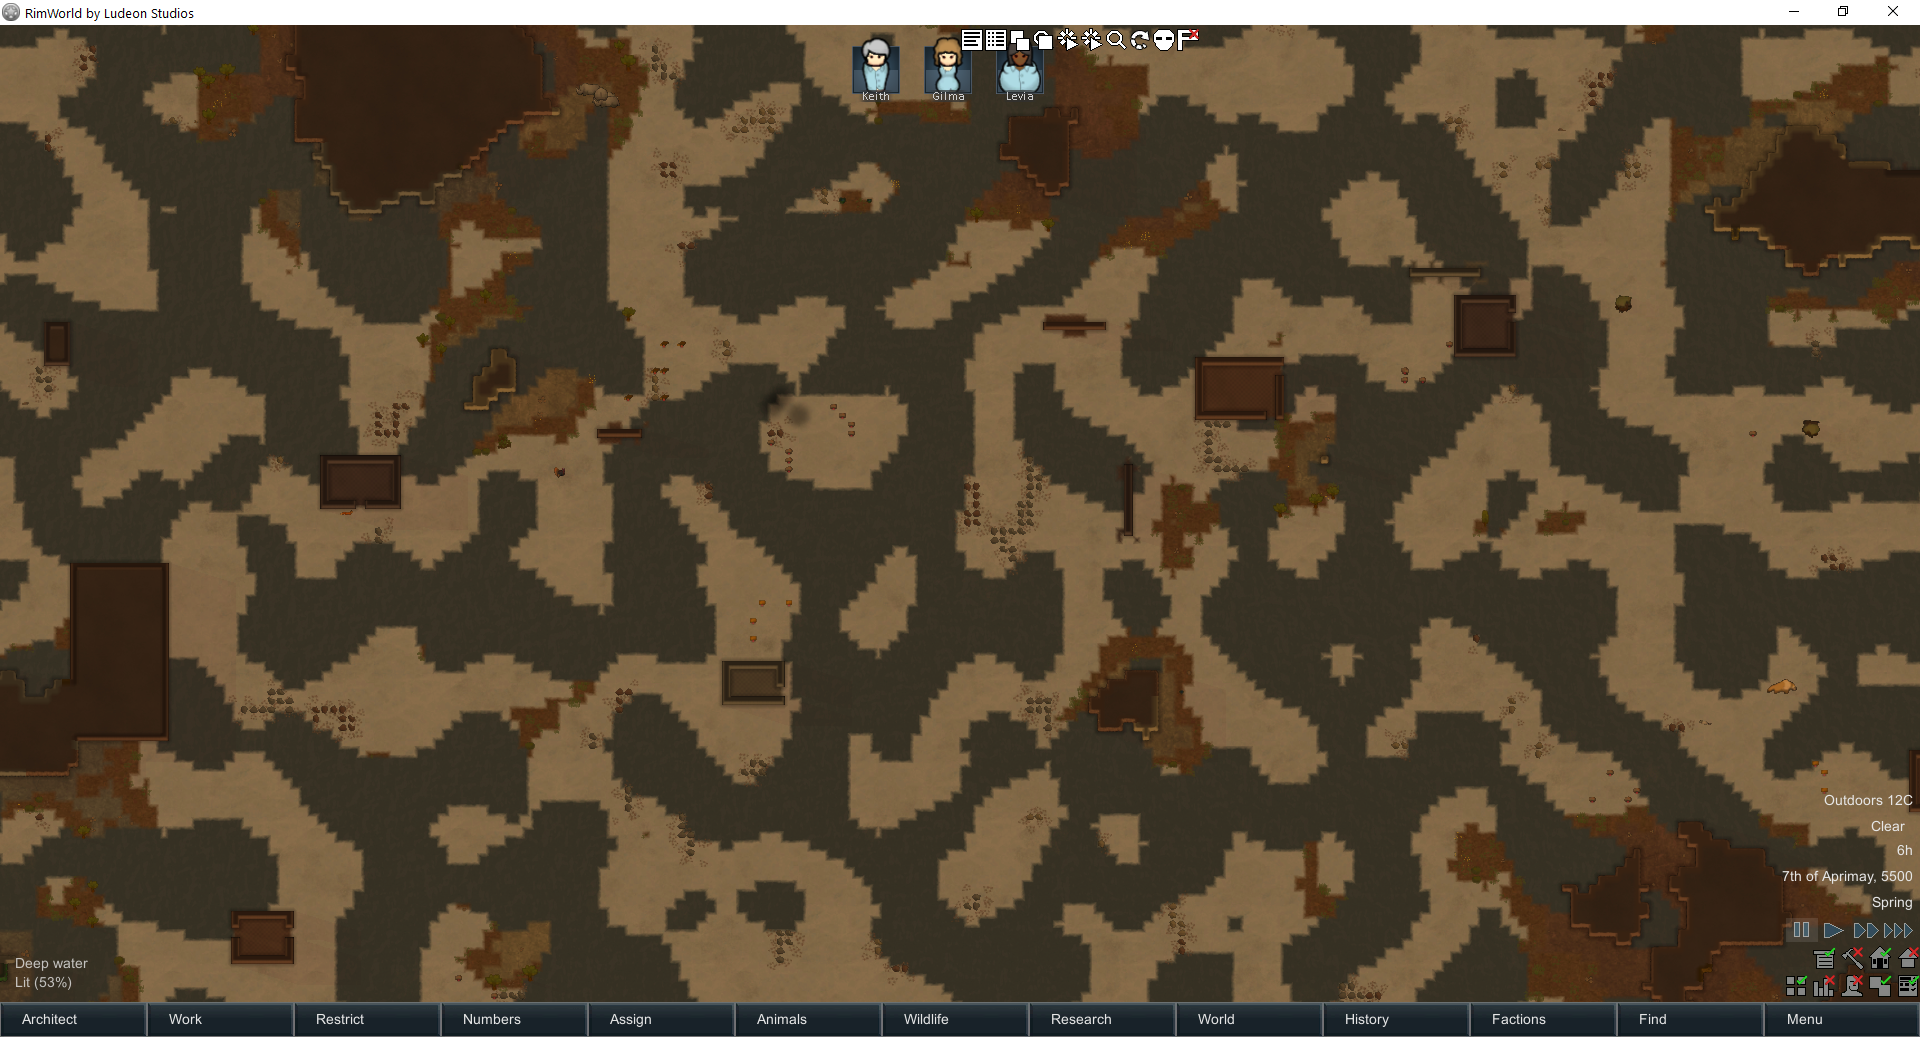 RimWorld by Ludeon Studios
Keith
Gilma
Levia
Outdoors 12C
Clear
6h
7th of Aprimay, 5500
Spring
Deep water
Lit (53%)
Architect
Work
Restrict
Numbers
Assign
Animals
Wildlife
Research
World
History
Factions
Find
Menu